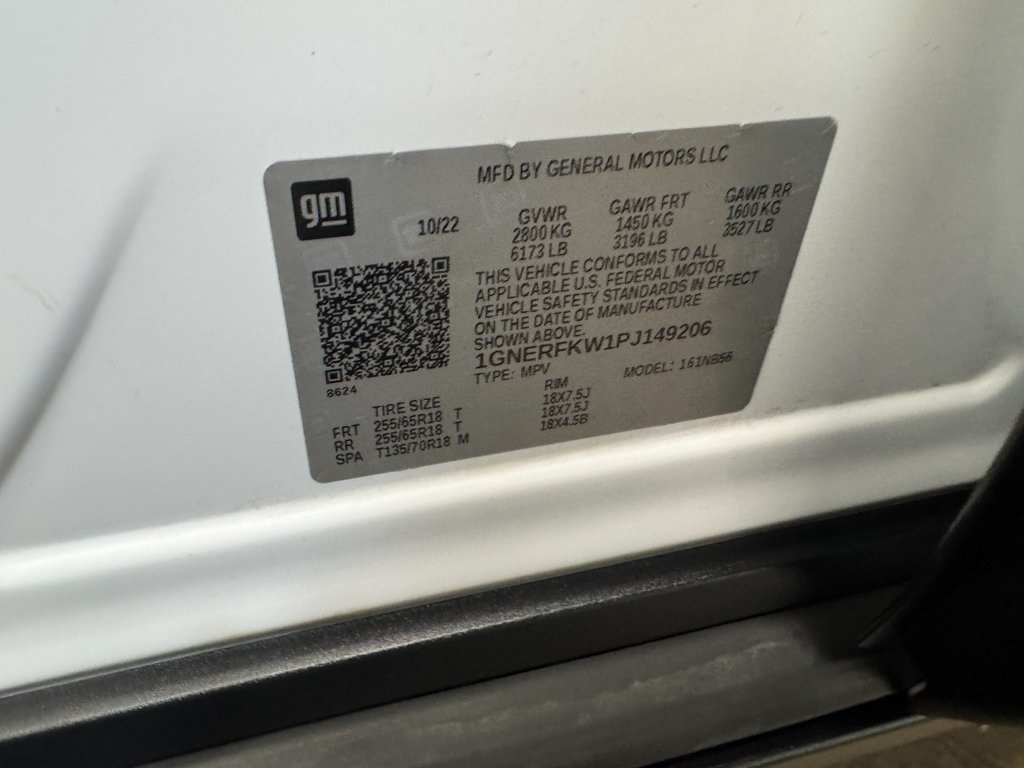 gm
MFD BY GENERAL MOTORS LLC
10/22
GVWR
2800 KG
6173 LB
GAWR FRT
1450 KG
3196 LB
GAWR RR
1600 KG
3527 LB
THIS VEHICLE CONFORMS TO ALL
APPLICABLE U.S. FEDERAL MOTOR
VEHICLE SAFETY STANDARDS IN EFFECT
ON THE DATE OF MANUFACTURE
SHOWN ABOVE.
1GNERFKW1PJ149206
TYPE: MPV
MODEL: 161NB56
8624
TIRE SIZE
RIM
FRT 255/65R18 T 18X7.5J
RR 255/65R18 T 18X7.5J
SPA T135/70R18 M 18X4.5B